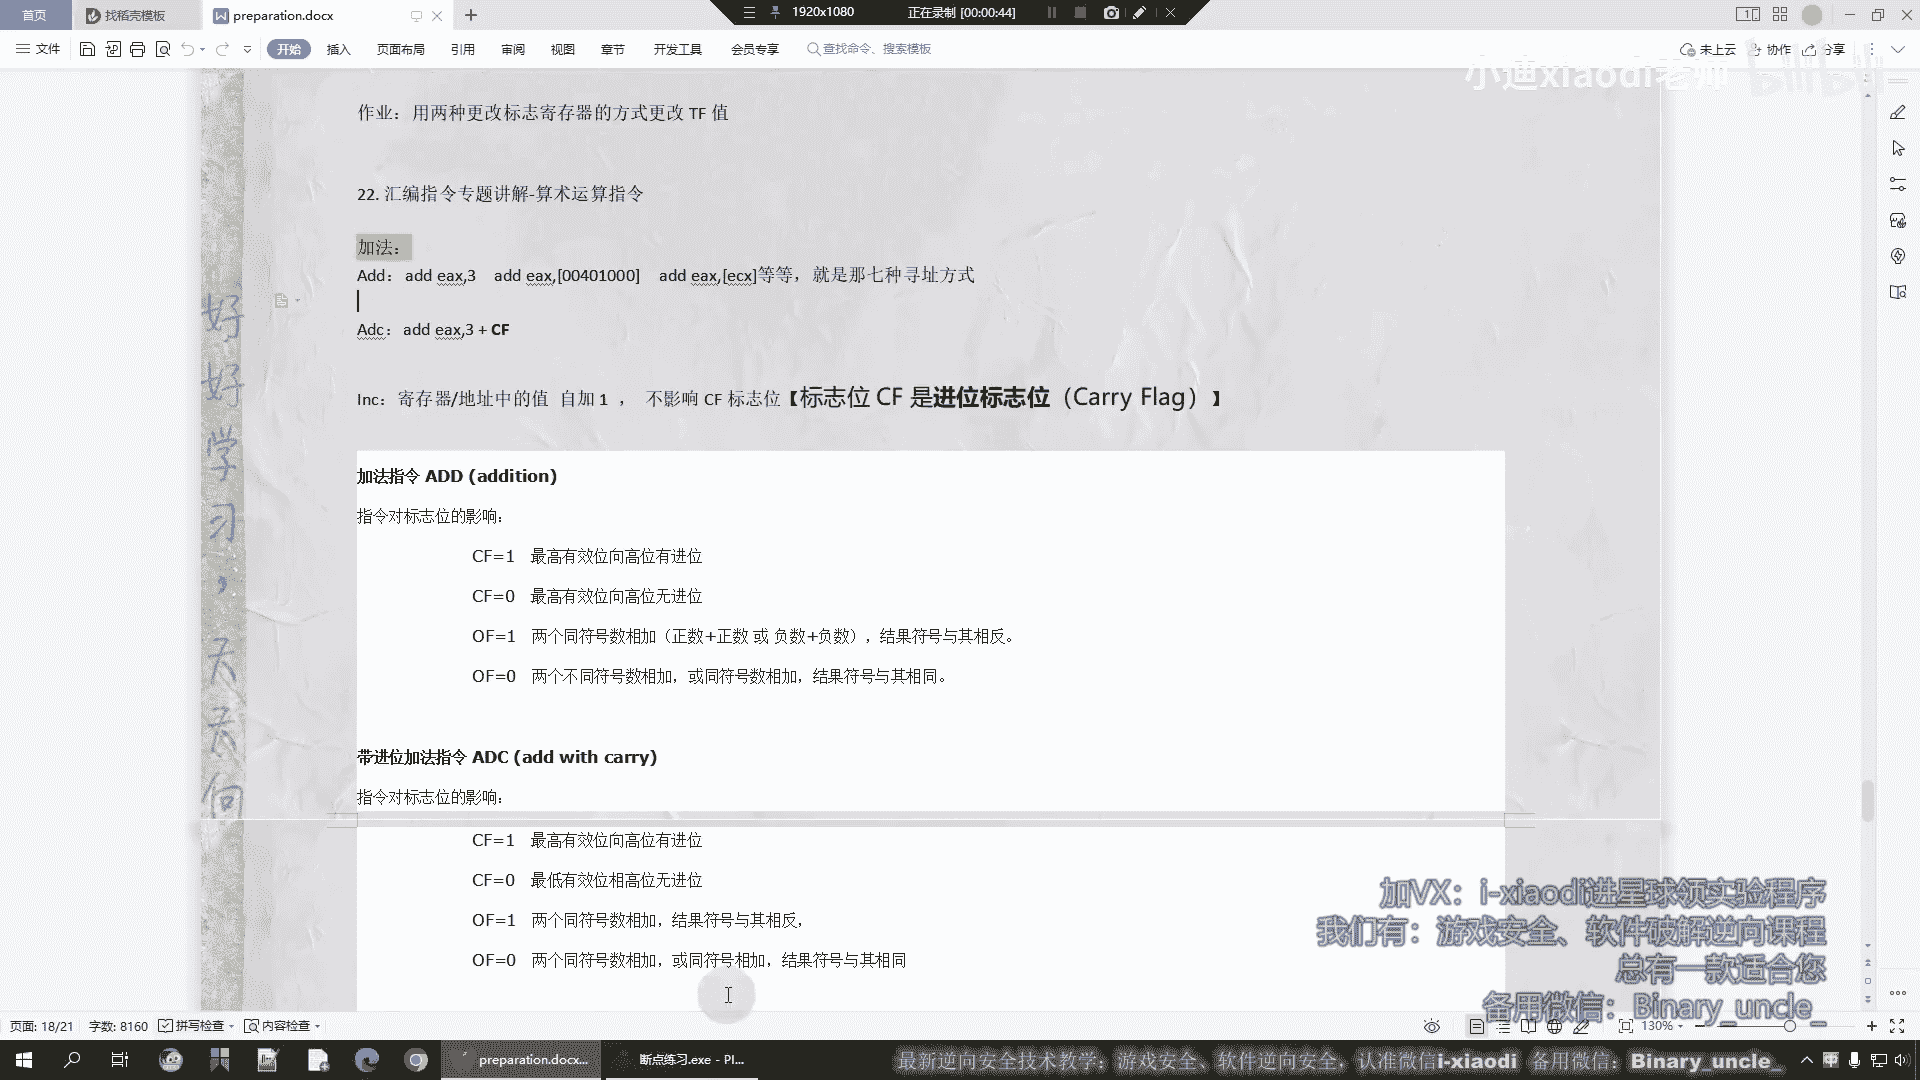 首页
找稻壳模板
preparation.docx
1920x1080
正在录制 [00:00:44]
文件
开始
插入
页面布局
引用
审阅
视图
章节
开发工具
会员专享
查找命令、搜索模板
未上云
协作
分享
小迪xiaodi老师
bilibili
作业：用两种更改标志寄存器的方式更改 TF 值
22. 汇编指令专题讲解-算术运算指令
加法：
Add：add eax,3 add eax,[00401000] add eax,[ecx]等等，就是那七种寻址方式
Adc：add eax,3 + CF
Inc：寄存器/地址中的值 自加 1 ， 不影响 CF 标志位【标志位 CF 是进位标志位（Carry Flag）】
加法指令 ADD (addition)
指令对标志位的影响：
CF=1 最高有效位向高位有进位
CF=0 最高有效位向高位无进位
OF=1 两个同符号数相加（正数+正数 或 负数+负数），结果符号与其相反。
OF=0 两个不同符号数相加，或同符号数相加，结果符号与其相同。
带进位加法指令 ADC (add with carry)
指令对标志位的影响：
CF=1 最高有效位向高位有进位
CF=0 最低有效位相高位无进位
OF=1 两个同符号数相加，结果符号与其相反，
OF=0 两个同符号数相加，或同符号相加，结果符号与其相同
好好学习，天天向
加VX：i-xiaodi进星球领实验程序
我们有：游戏安全、软件破解逆向课程
总有一款适合您
备用微信：Binary_uncle_
页面: 18/21
字数: 8160
拼写检查
内容检查
130%
preparation.docx...
断点练习.exe - PI...
最新逆向安全技术教学：游戏安全、软件逆向安全，认准微信i-xiaodi 备用微信：Binary_uncle_